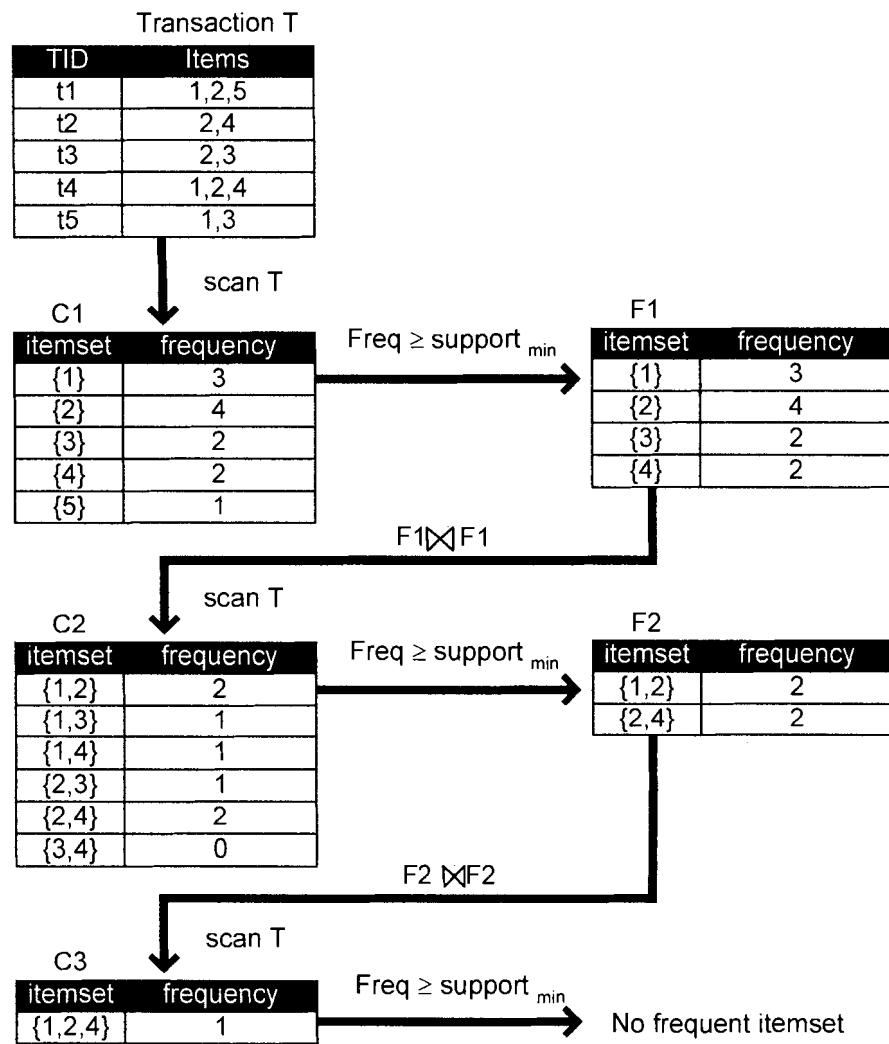 Transaction T
TID Items
t1 1,2,5
t2 2,4
t3 2,3
t4 1,2,4
t5 1,3
scan T
C1
itemset frequency
{1} 3
{2} 4
{3} 2
{4} 2
{5} 1
Freq ≥ support min
F1
itemset frequency
{1} 3
{2} 4
{3} 2
{4} 2
F1⋈F1
scan T
C2
itemset frequency
{1,2} 2
{1,3} 1
{1,4} 1
{2,3} 1
{2,4} 2
{3,4} 0
Freq ≥ support min
F2
itemset frequency
{1,2} 2
{2,4} 2
F2 ⋈F2
scan T
C3
itemset frequency
{1,2,4} 1
Freq ≥ support min
No frequent itemset